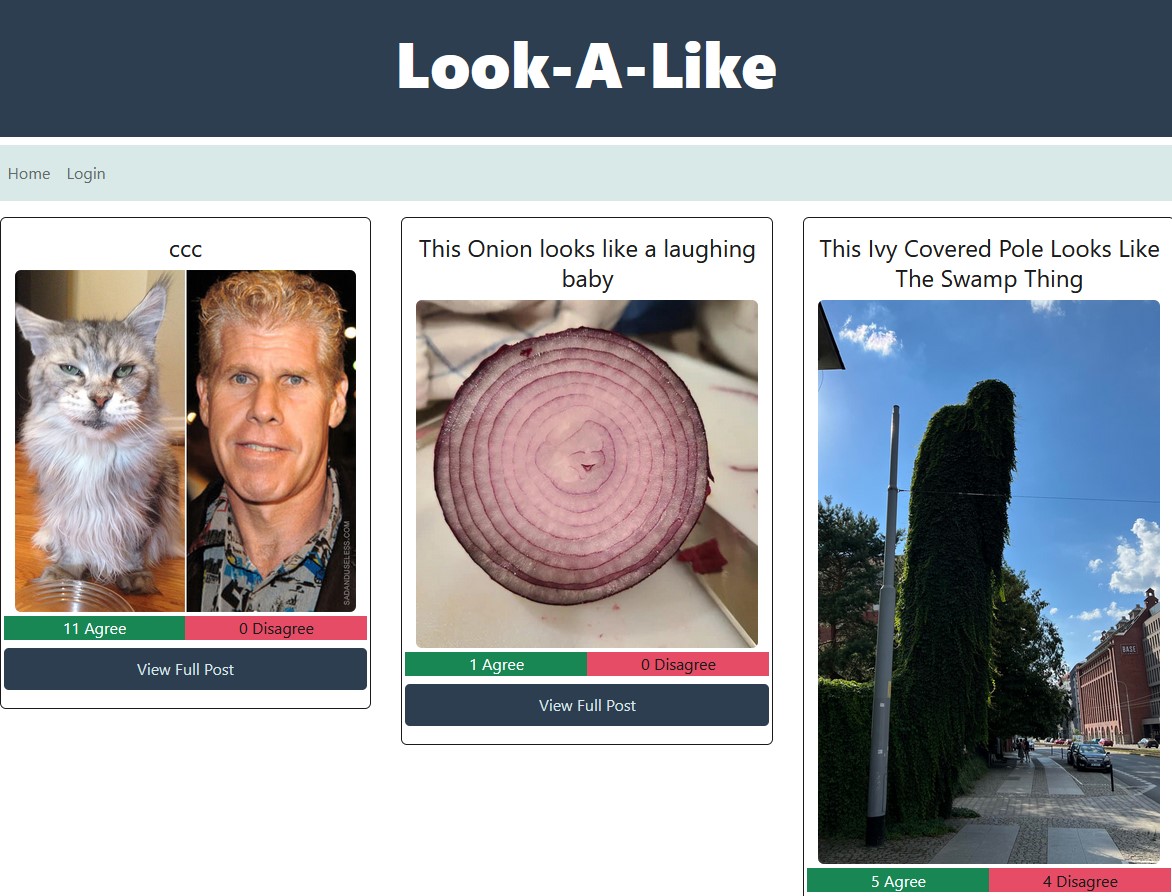 Look-A-Like
Home
Login
ccc
SADANDUSELESS.COM
11 Agree
0 Disagree
View Full Post
This Onion looks like a laughing
baby
1 Agree
0 Disagree
View Full Post
This Ivy Covered Pole Looks Like
The Swamp Thing
BASE
5 Agree
4 Disagree